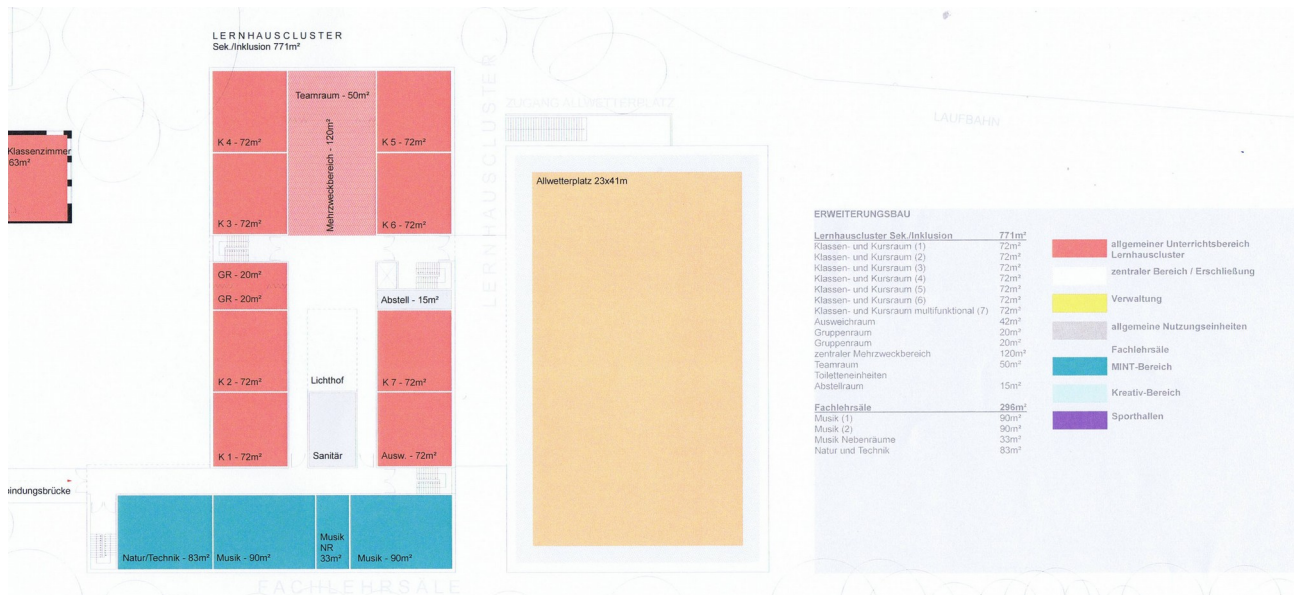 LERNHAUSCLUSTER
Sek./Inklusion 771m²
Klassenzimmer
63m²
K 4 - 72m²
Teamraum - 50m²
Mehrzweckbereich - 120m²
K 5 - 72m²
K 3 - 72m²
K 6 - 72m²
GR - 20m²
GR - 20m²
Abstell - 15m²
K 2 - 72m²
Lichthof
K 7 - 72m²
K 1 - 72m²
Sanitär
Ausw. - 72m²
bindungsbrücke
Natur/Technik - 83m²
Musik - 90m²
Musik
NR
33m²
Musik - 90m²
FACHLEHRSÄLE
LERNHAUSCLUSTER
ZUGANG ALLWETTERPLATZ
LAUFBAHN
Allwetterplatz 23x41m
ERWEITERUNGSBAU
Lernhauscluster Sek./Inklusion 771m²
Klassen- und Kursraum (1) 72m²
Klassen- und Kursraum (2) 72m²
Klassen- und Kursraum (3) 72m²
Klassen- und Kursraum (4) 72m²
Klassen- und Kursraum (5) 72m²
Klassen- und Kursraum (6) 72m²
Klassen- und Kursraum multifunktional (7) 72m²
Ausweichraum 42m²
Gruppenraum 20m²
Gruppenraum 20m²
zentraler Mehrzweckbereich 120m²
Teamraum 50m²
Toiletteneinheiten
Abstellraum 15m²
Fachlehrsäle 296m²
Musik (1) 90m²
Musik (2) 90m²
Musik Nebenräume 33m²
Natur und Technik 83m²
allgemeiner Unterrichtsbereich
Lernhauscluster
zentraler Bereich / Erschließung
Verwaltung
allgemeine Nutzungseinheiten
Fachlehrsäle
MINT-Bereich
Kreativ-Bereich
Sporthallen